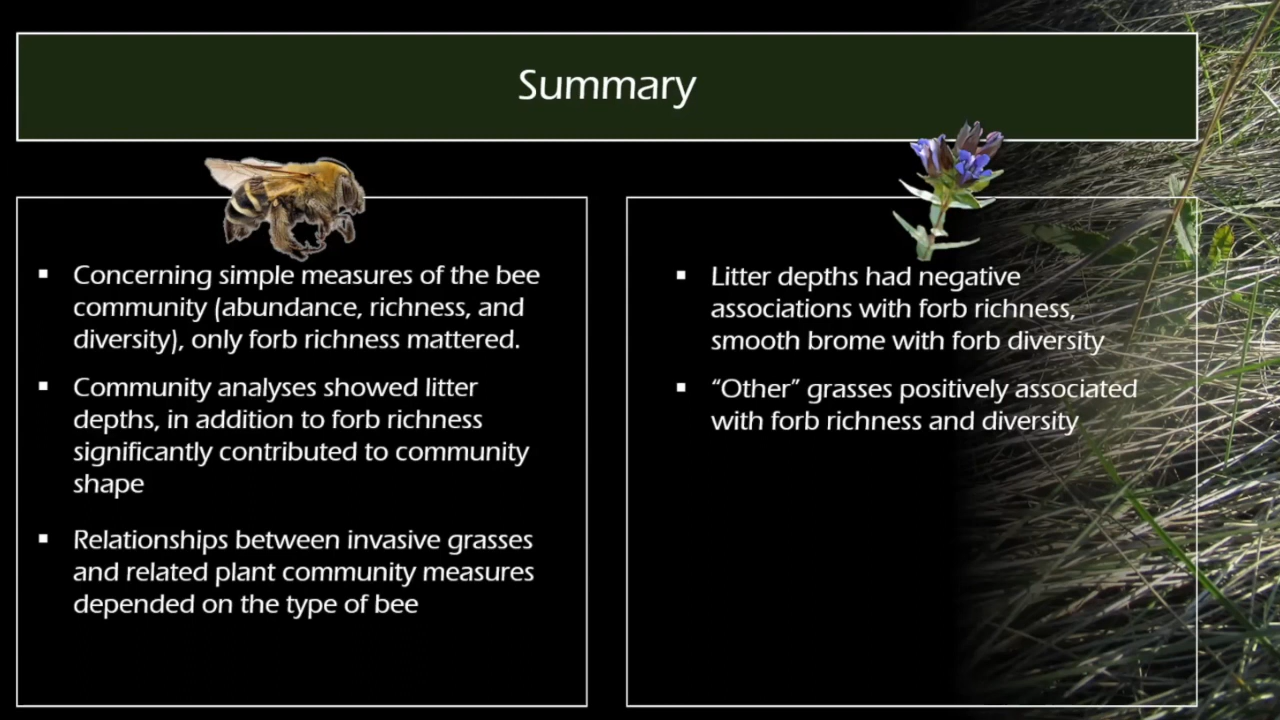 Summary
▪ Concerning simple measures of the bee
community (abundance, richness, and
diversity), only forb richness mattered.
▪ Community analyses showed litter
depths, in addition to forb richness
significantly contributed to community
shape
▪ Relationships between invasive grasses
and related plant community measures
depended on the type of bee
▪ Litter depths had negative
associations with forb richness,
smooth brome with forb diversity
▪ “Other” grasses positively associated
with forb richness and diversity